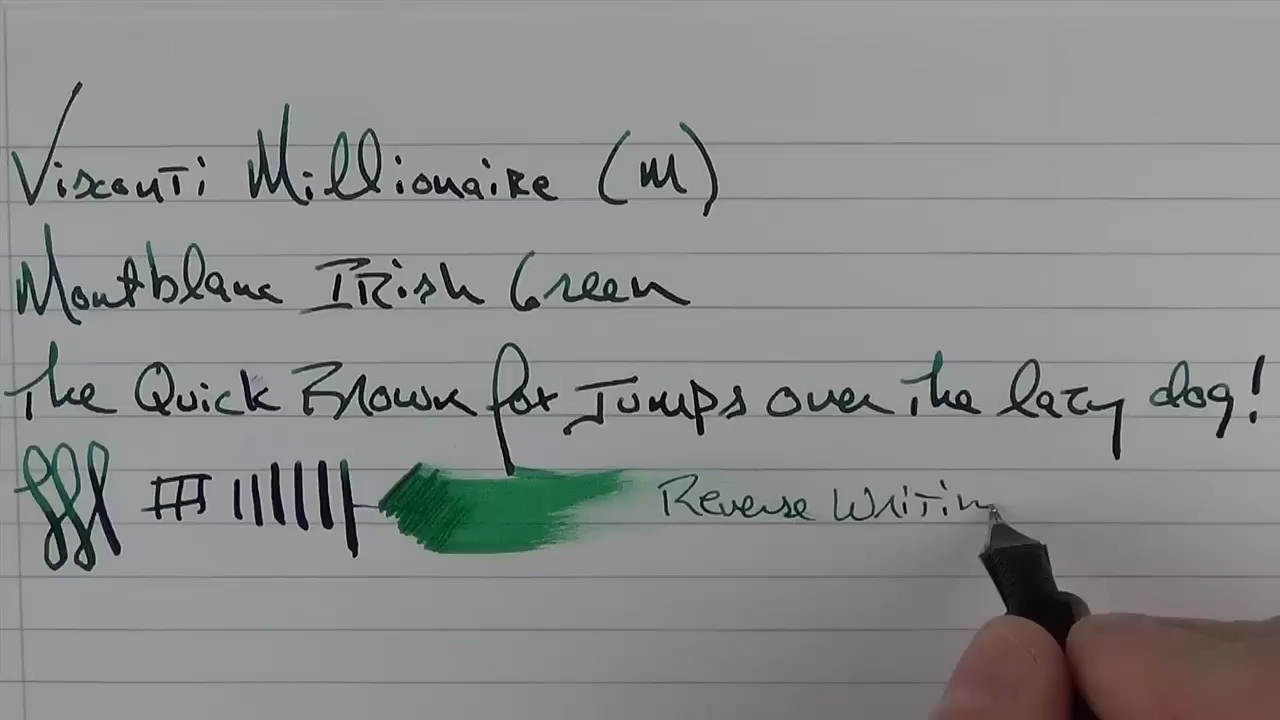 Visconti Millionaire (M)
Montblanc Irish Green
The Quick Brown fox Jumps over The lazy dog!
Reverse Writin